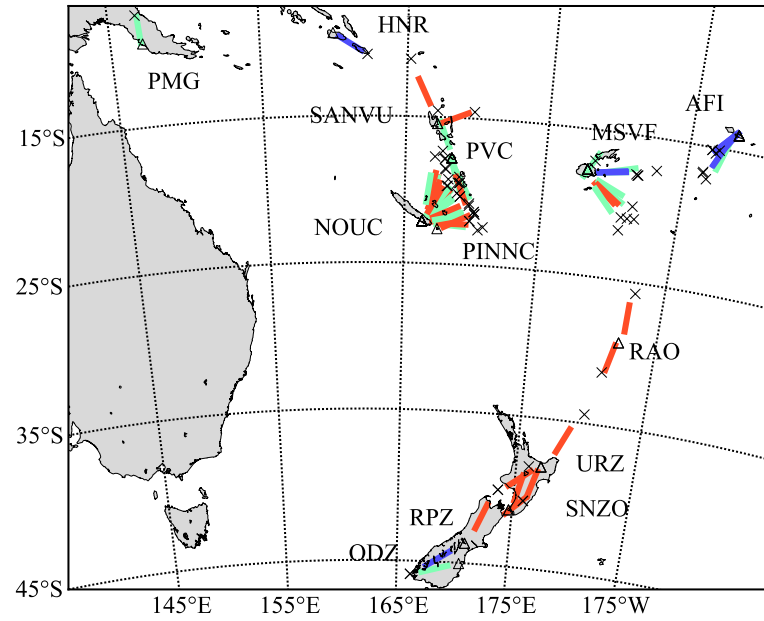 HNR
PMG
AFI
SANVU
MSVF
15°S
PVC
NOUC
PINNC
25°S
RAO
35°S
URZ
SNZO
RPZ
ODZ
45°S
145°E 155°E 165°E 175°E 175°W